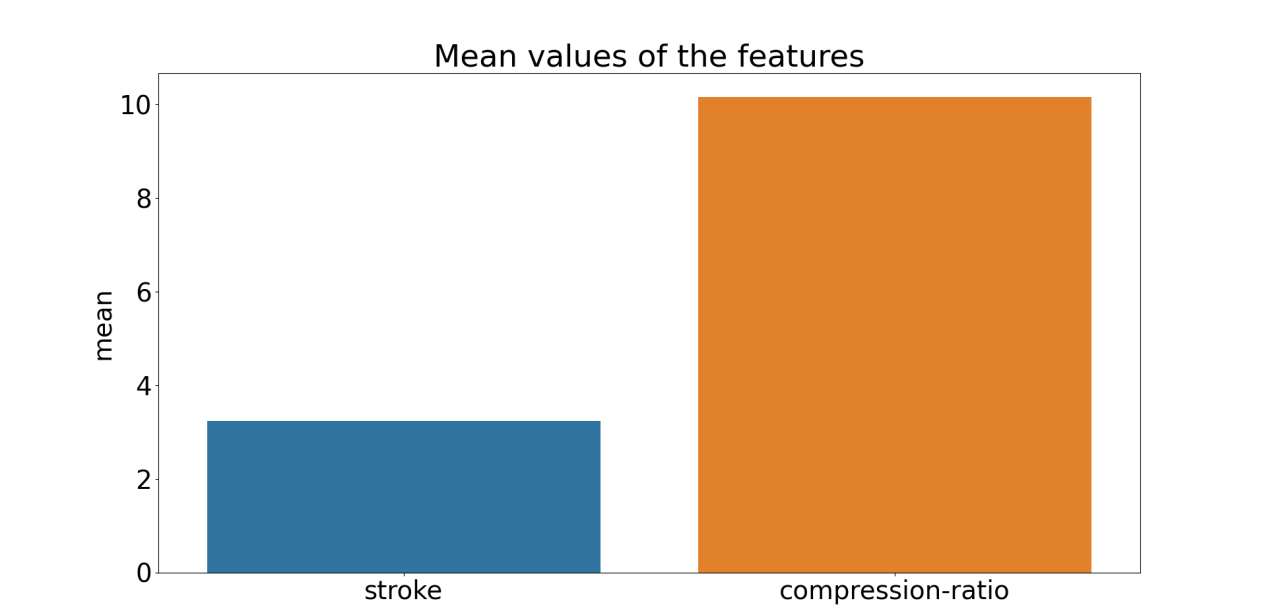 Mean values of the features
10
8
6
4
2
0
mean
stroke
compression-ratio